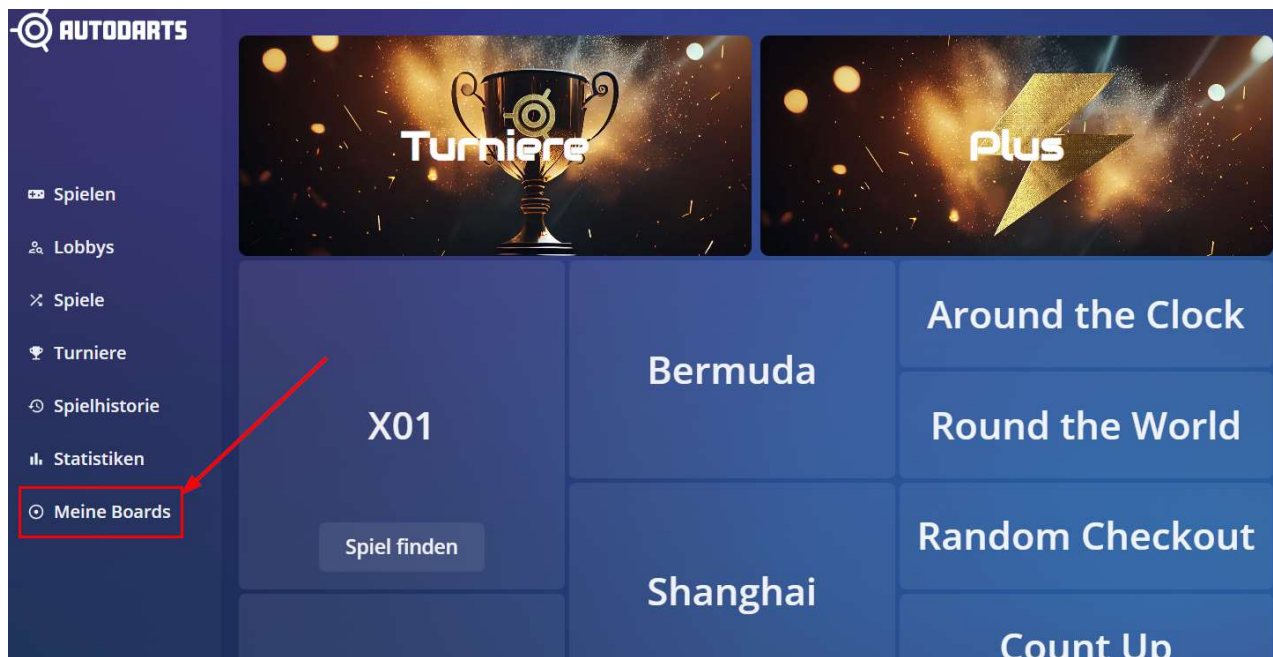 AUTODARTS
Spielen
Lobbys
Spiele
Turniere
Spielhistorie
Statistiken
Meine Boards
Turniere
Plus
X01
Spiel finden
Bermuda
Shanghai
Around the Clock
Round the World
Random Checkout
Count Up